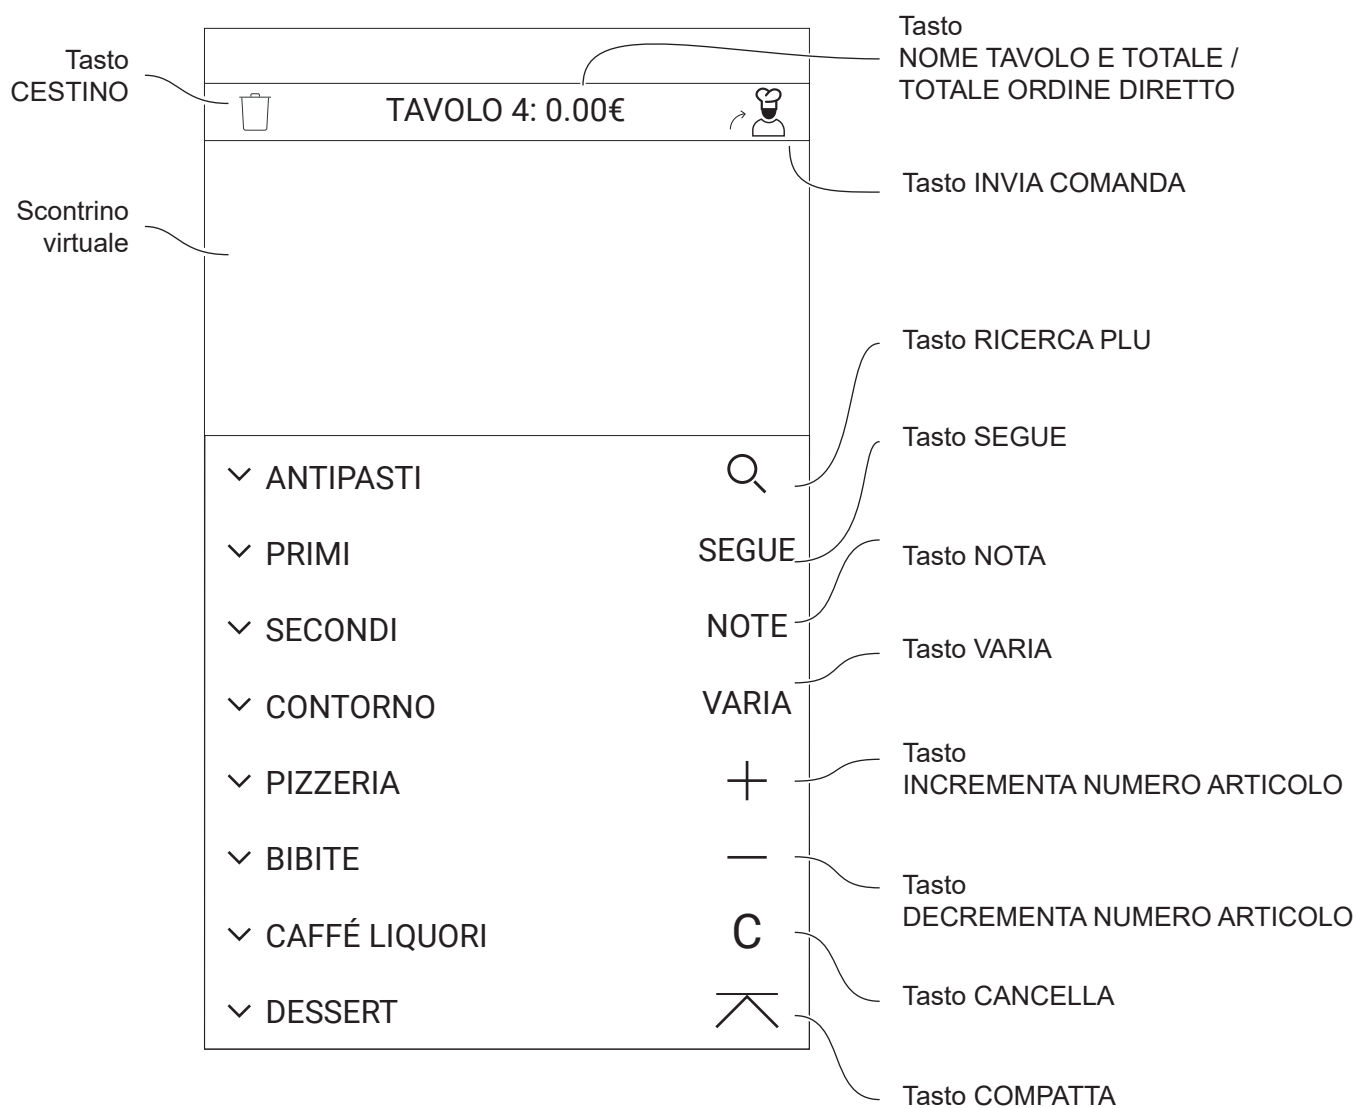 Tasto
CESTINO
Scontrino
virtuale
TAVOLO 4: 0.00€
ANTIPASTI
PRIMI
SEGUE
SECONDI
NOTE
CONTORNO
VARIA
PIZZERIA
BIBITE
CAFFÉ LIQUORI
C
DESSERT
Tasto
NOME TAVOLO E TOTALE /
TOTALE ORDINE DIRETTO
Tasto INVIA COMANDA
Tasto RICERCA PLU
Tasto SEGUE
Tasto NOTA
Tasto VARIA
Tasto
INCREMENTA NUMERO ARTICOLO
Tasto
DECREMENTA NUMERO ARTICOLO
Tasto CANCELLA
Tasto COMPATTA